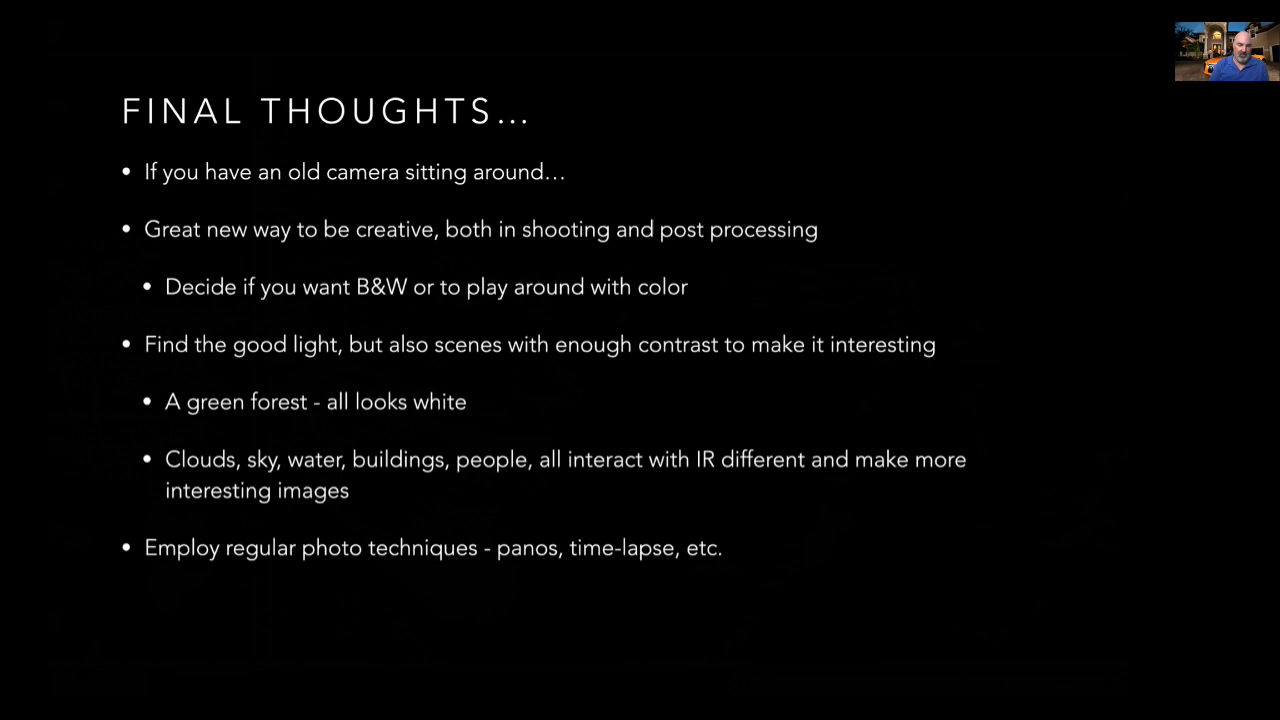 FINAL THOUGHTS…
• If you have an old camera sitting around…
• Great new way to be creative, both in shooting and post processing
• Decide if you want B&W or to play around with color
• Find the good light, but also scenes with enough contrast to make it interesting
• A green forest - all looks white
• Clouds, sky, water, buildings, people, all interact with IR different and make more
interesting images
• Employ regular photo techniques - panos, time-lapse, etc.